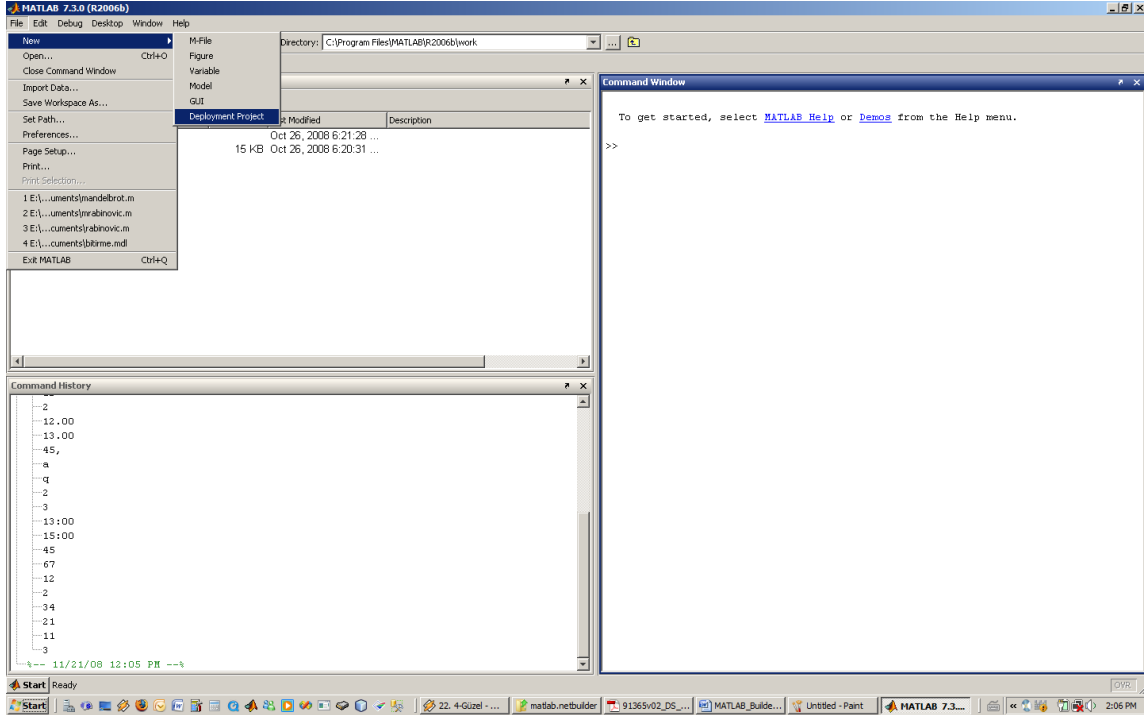 MATLAB 7.3.0 (R2006b)
File Edit Debug Desktop Window Help
New
Open... Ctrl+O
Close Command Window
Import Data...
Save Workspace As...
Set Path...
Preferences...
Page Setup...
Print...
Print Selection...
1 E:\...uments\mandelbrot.m
2 E:\...uments\mrabinovic.m
3 E:\...cuments\rabinovic.m
4 E:\...cuments\bitirme.mdl
Exit MATLAB Ctrl+Q
M-File
Figure
Variable
Model
GUI
Deployment Project
Directory: C:\Program Files\MATLAB\R2006b\work
...
Modified Description
Oct 26, 2008 6:21:28 ...
15 KB Oct 26, 2008 6:20:31 ...
Command Window
To get started, select MATLAB Help or Demos from the Help menu.
>>
Command History
2
12.00
13.00
45,
a
q
2
3
13:00
15:00
45
67
12
2
34
21
11
3
%-- 11/21/08 12:05 PM --%
Start Ready
OVR
Start
22. 4-Güzel - ...
matlab.netbuilder
91365v02_DS_...
MATLAB_Builde...
Untitled - Paint
MATLAB 7.3....
2:06 PM